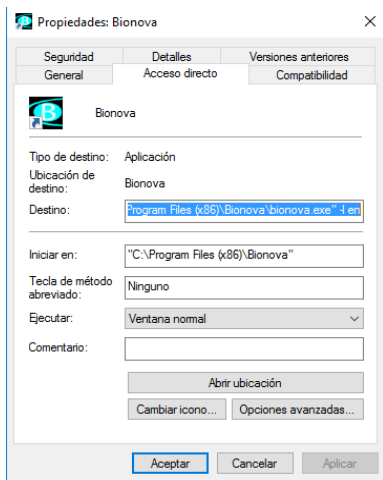 Propiedades: Bionova
Seguridad Detalles Versiones anteriores
General Acceso directo Compatibilidad
Bionova
Tipo de destino: Aplicación
Ubicación de destino: Bionova
Destino: Program Files (x86)\Bionova\bionova.exe" -l en
Iniciar en: "C:\Program Files (x86)\Bionova"
Tecla de método abreviado: Ninguno
Ejecutar: Ventana normal
Comentario:
Abrir ubicación
Cambiar icono... Opciones avanzadas...
Aceptar Cancelar Aplicar